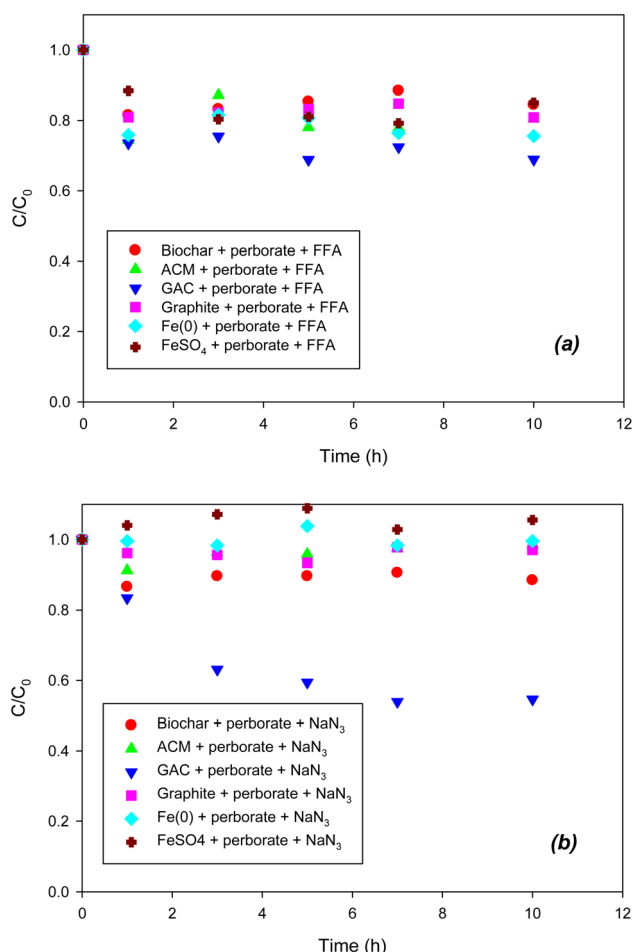 1.0
0.8
0.6
0.4
0.2
0.0
C/C₀
Biochar + perborate + FFA
ACM + perborate + FFA
GAC + perborate + FFA
Graphite + perborate + FFA
Fe(0) + perborate + FFA
FeSO₄ + perborate + FFA
(a)
0 2 4 6 8 10 12
Time (h)
1.0
0.8
0.6
0.4
0.2
0.0
C/C₀
Biochar + perborate + NaN₃
ACM + perborate + NaN₃
GAC + perborate + NaN₃
Graphite + perborate + NaN₃
Fe(0) + perborate + NaN₃
FeSO4 + perborate + NaN₃
(b)
0 2 4 6 8 10 12
Time (h)